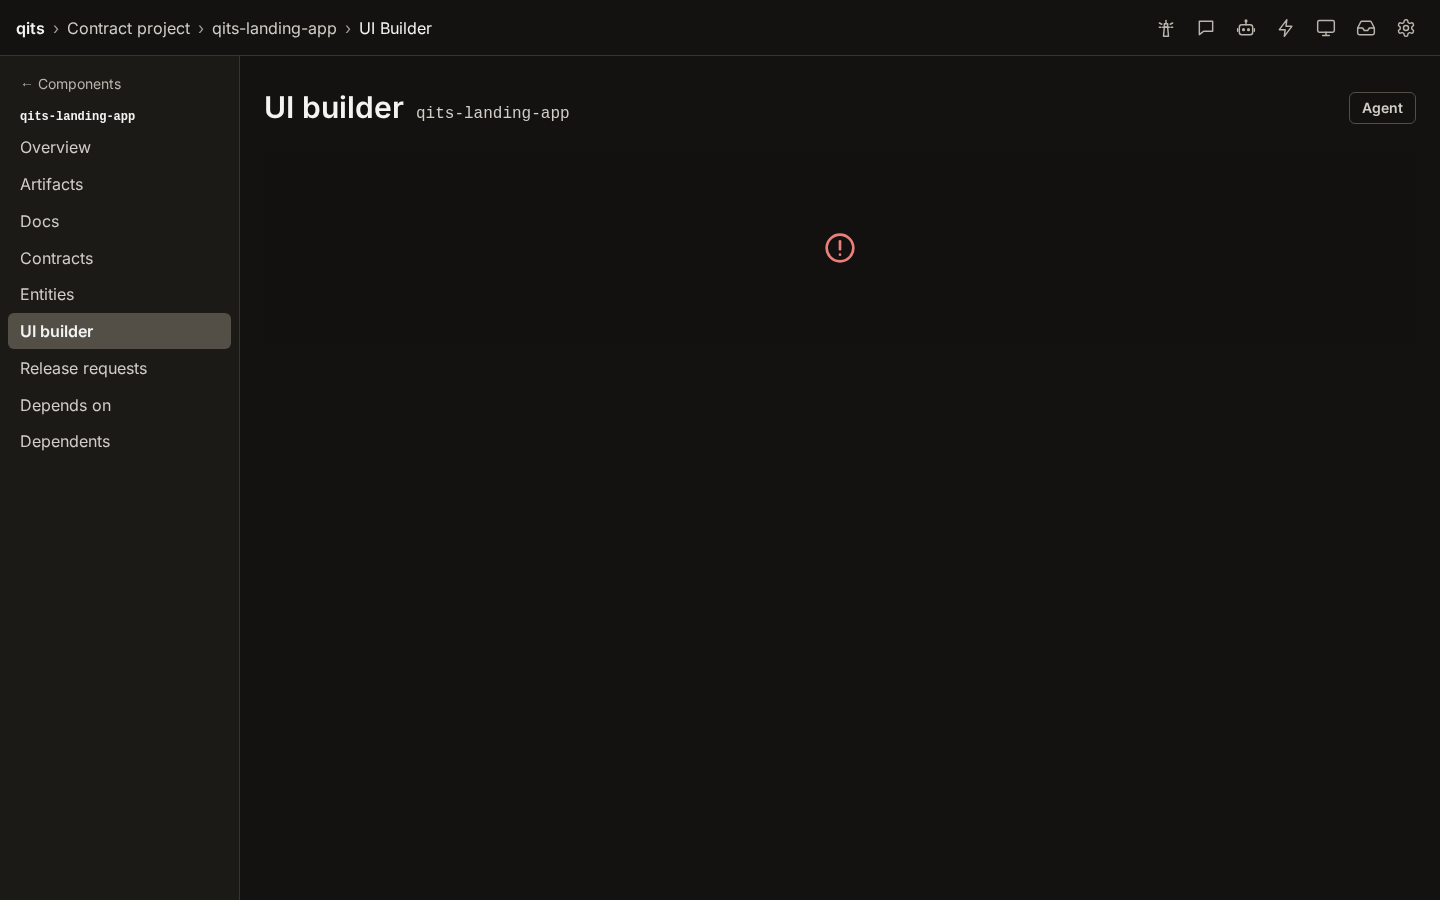 qits › Contract project › qits-landing-app › UI Builder
← Components
qits-landing-app
Overview
Artifacts
Docs
Contracts
Entities
UI builder
Release requests
Depends on
Dependents
UI builder qits-landing-app
Agent